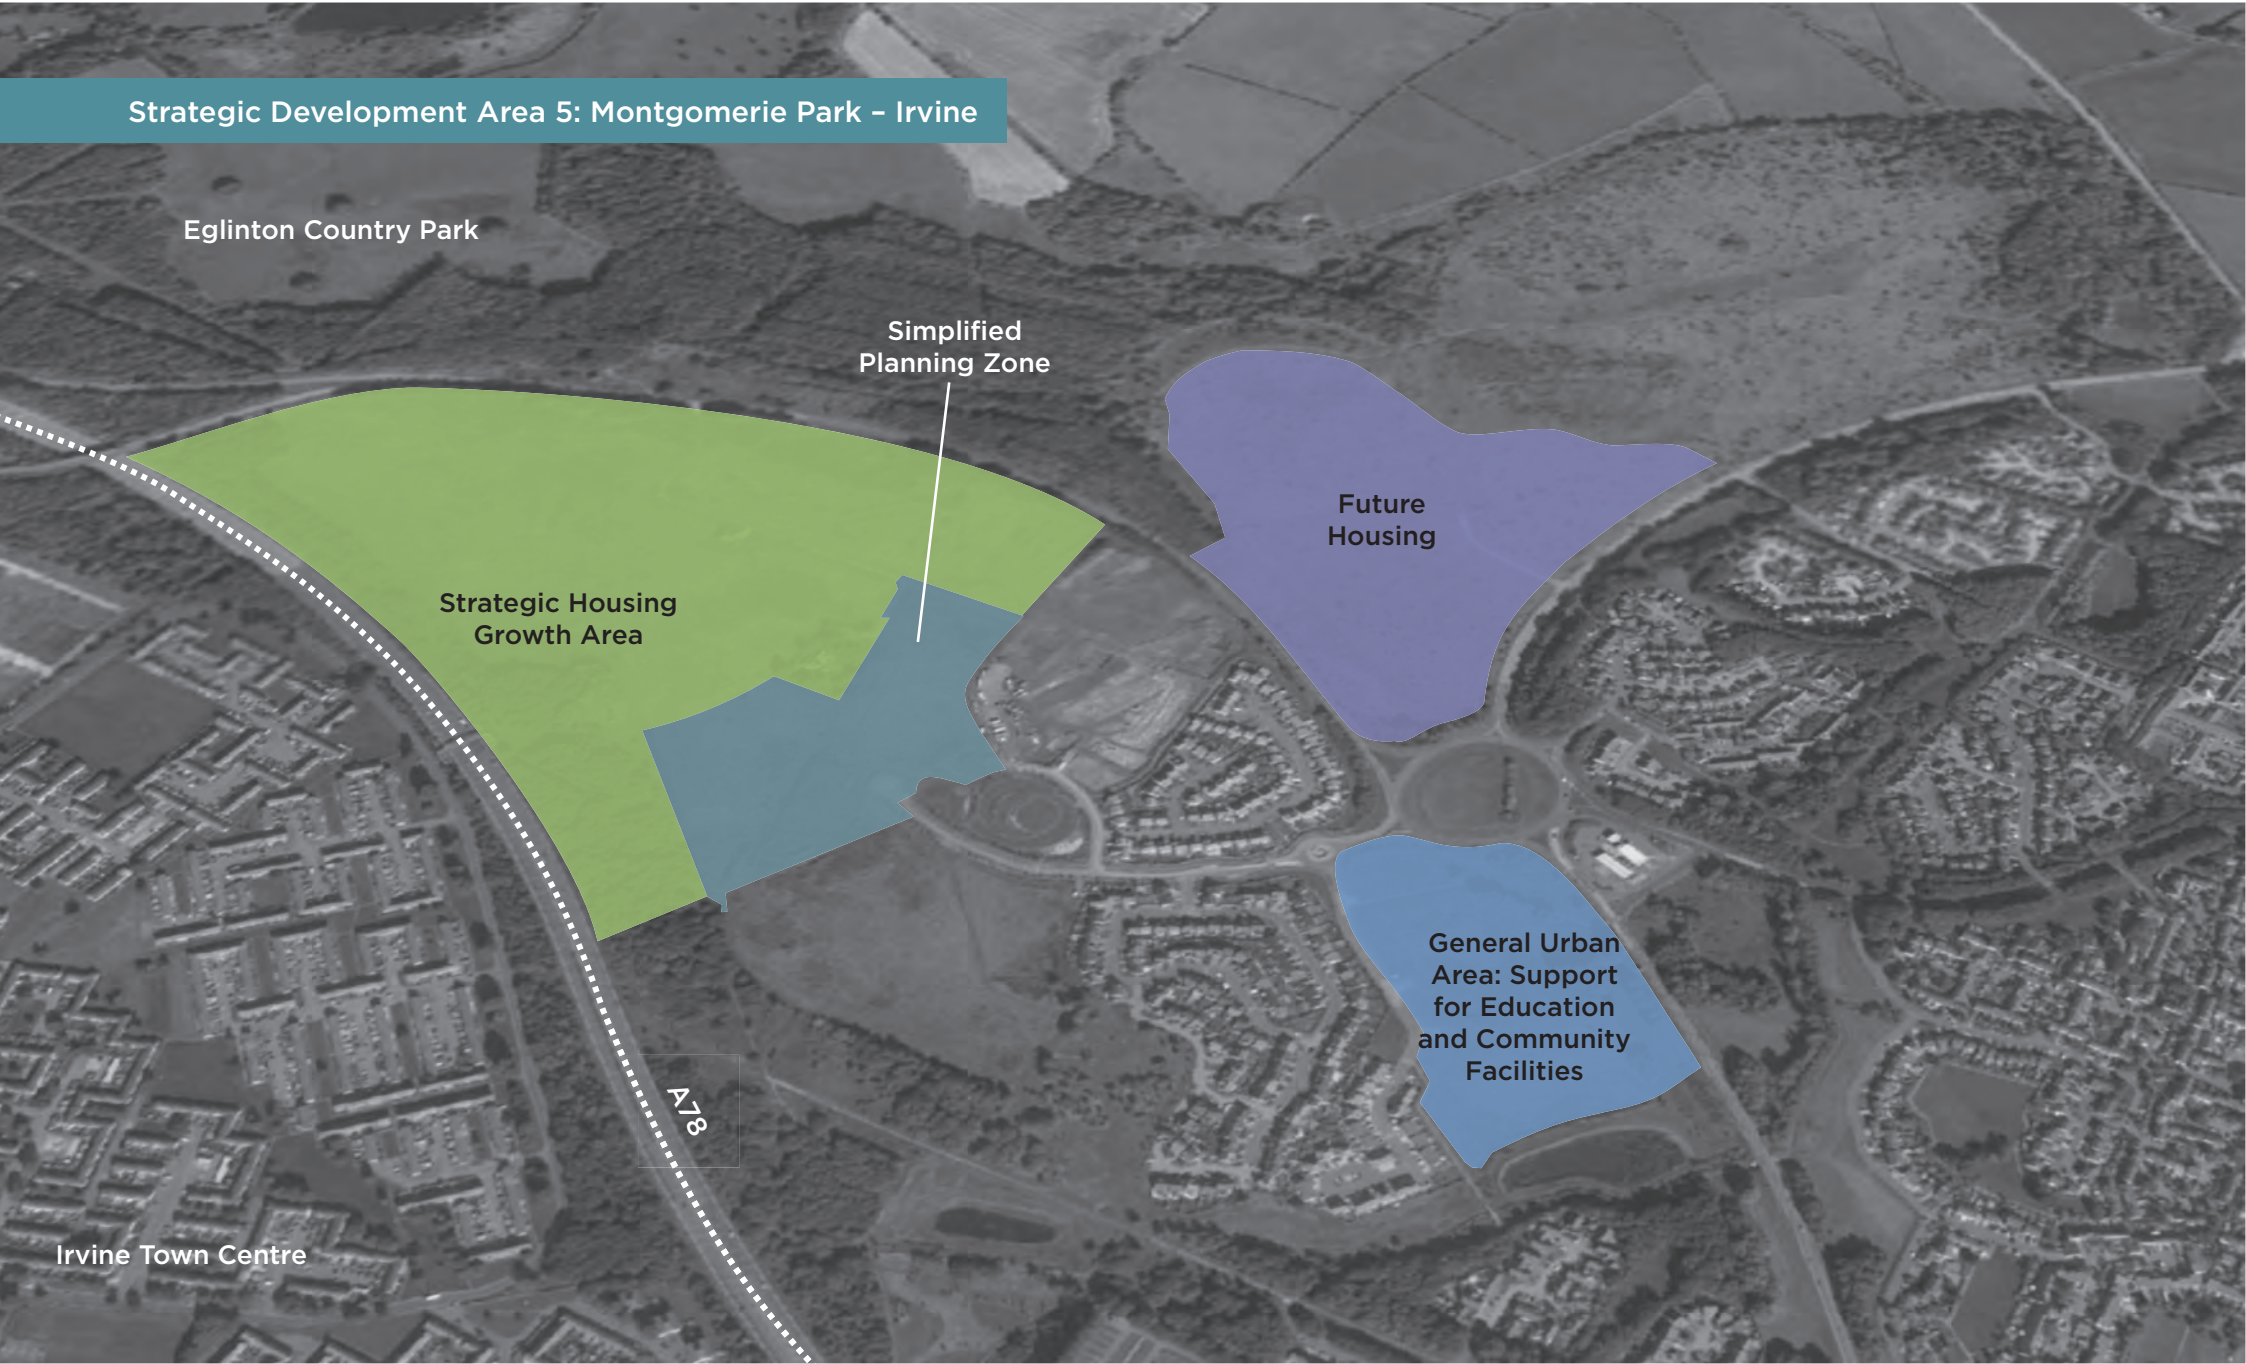 Strategic Development Area 5: Montgomerie Park – Irvine
Eglinton Country Park
Simplified
Planning Zone
Future
Housing
Strategic Housing
Growth Area
General Urban
Area: Support
for Education
and Community
Facilities
A78
Irvine Town Centre